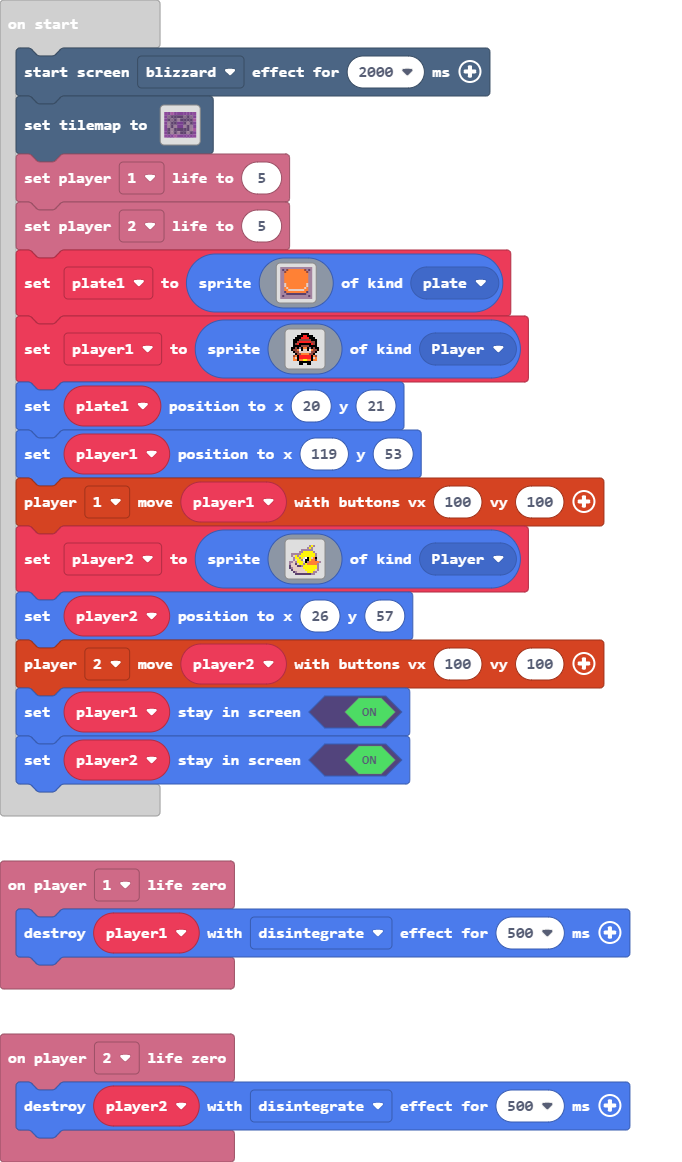 on start
start screen blizzard effect for 2000 ms
set tilemap to
set player 1 life to 5
set player 2 life to 5
set plate1 to sprite of kind plate
set player1 to sprite of kind Player
set plate1 position to x 20 y 21
set player1 position to x 119 y 53
player 1 move player1 with buttons vx 100 vy 100
set player2 to sprite of kind Player
set player2 position to x 26 y 57
player 2 move player2 with buttons vx 100 vy 100
set player1 stay in screen ON
set player2 stay in screen ON
on player 1 life zero
destroy player1 with disintegrate effect for 500 ms
on player 2 life zero
destroy player2 with disintegrate effect for 500 ms